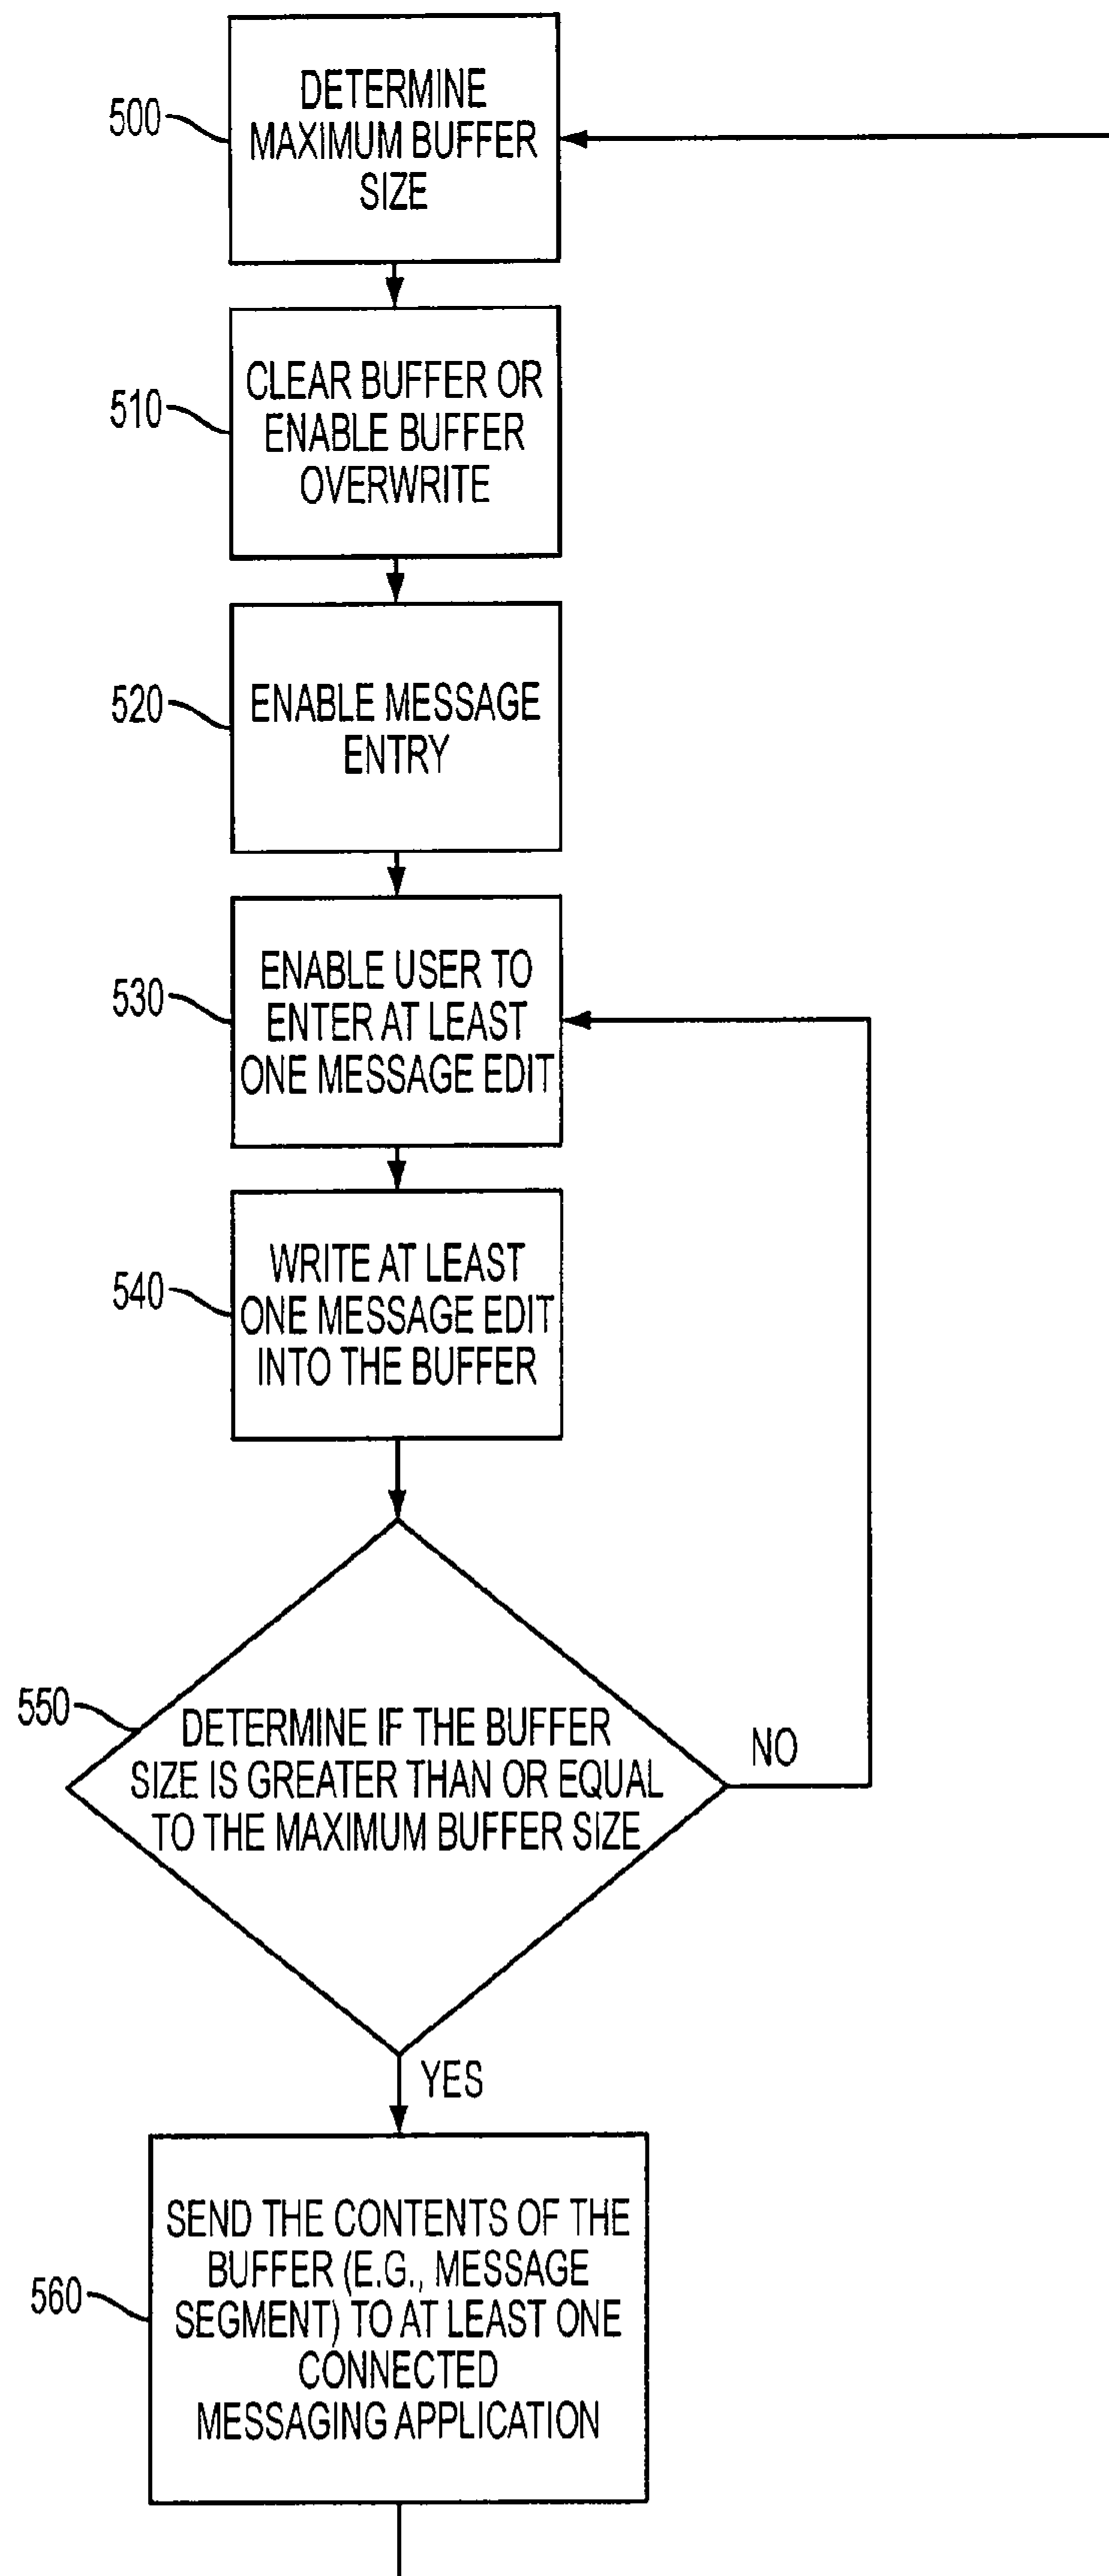 500
DETERMINE
MAXIMUM BUFFER
SIZE
510
CLEAR BUFFER OR
ENABLE BUFFER
OVERWRITE
520
ENABLE MESSAGE
ENTRY
530
ENABLE USER TO
ENTER AT LEAST
ONE MESSAGE EDIT
540
WRITE AT LEAST
ONE MESSAGE EDIT
INTO THE BUFFER
550
DETERMINE IF THE BUFFER
SIZE IS GREATER THAN OR EQUAL
TO THE MAXIMUM BUFFER SIZE
NO
YES
560
SEND THE CONTENTS OF THE
BUFFER (E.G., MESSAGE
SEGMENT) TO AT LEAST ONE
CONNECTED
MESSAGING APPLICATION